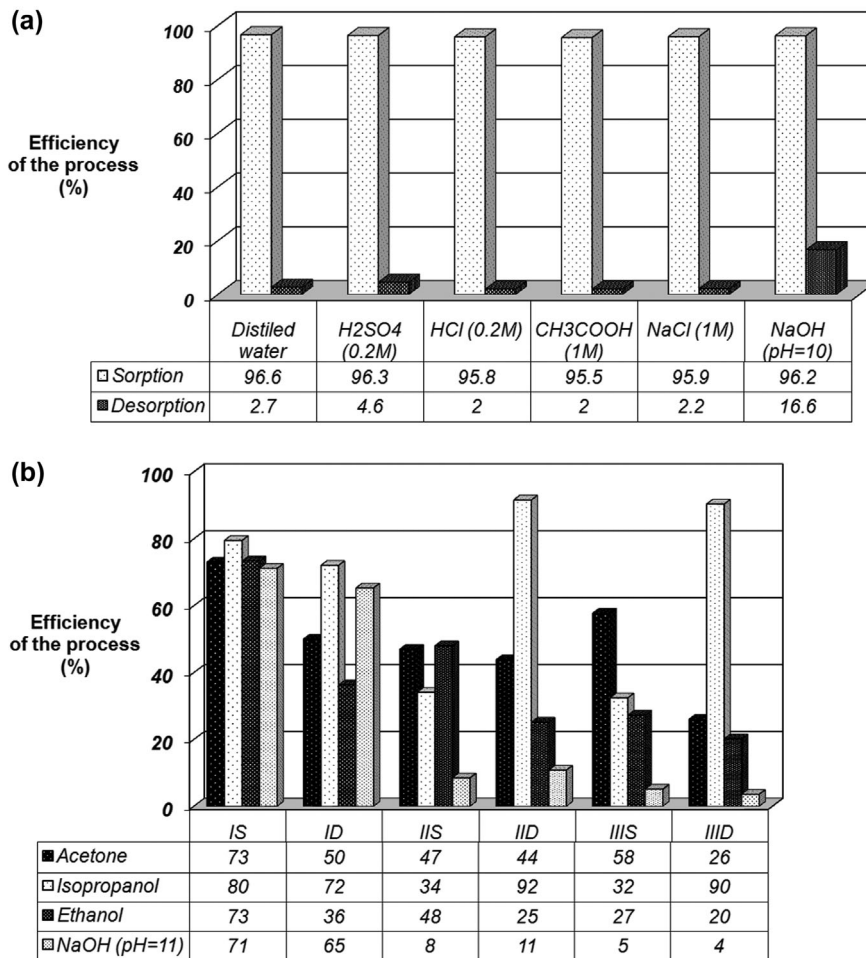 (a)
100
80
60
40
20
0
Efficiency
of the process
(%)
Distiled water H2SO4 (0.2M) HCl (0.2M) CH3COOH (1M) NaCl (1M) NaOH (pH=10)
Sorption 96.6 96.3 95.8 95.5 95.9 96.2
Desorption 2.7 4.6 2 2 2.2 16.6
(b)
100
80
60
40
20
0
Efficiency
of the process
(%)
IS ID IIS IID IIIS IIID
Acetone 73 50 47 44 58 26
Isopropanol 80 72 34 92 32 90
Ethanol 73 36 48 25 27 20
NaOH (pH=11) 71 65 8 11 5 4